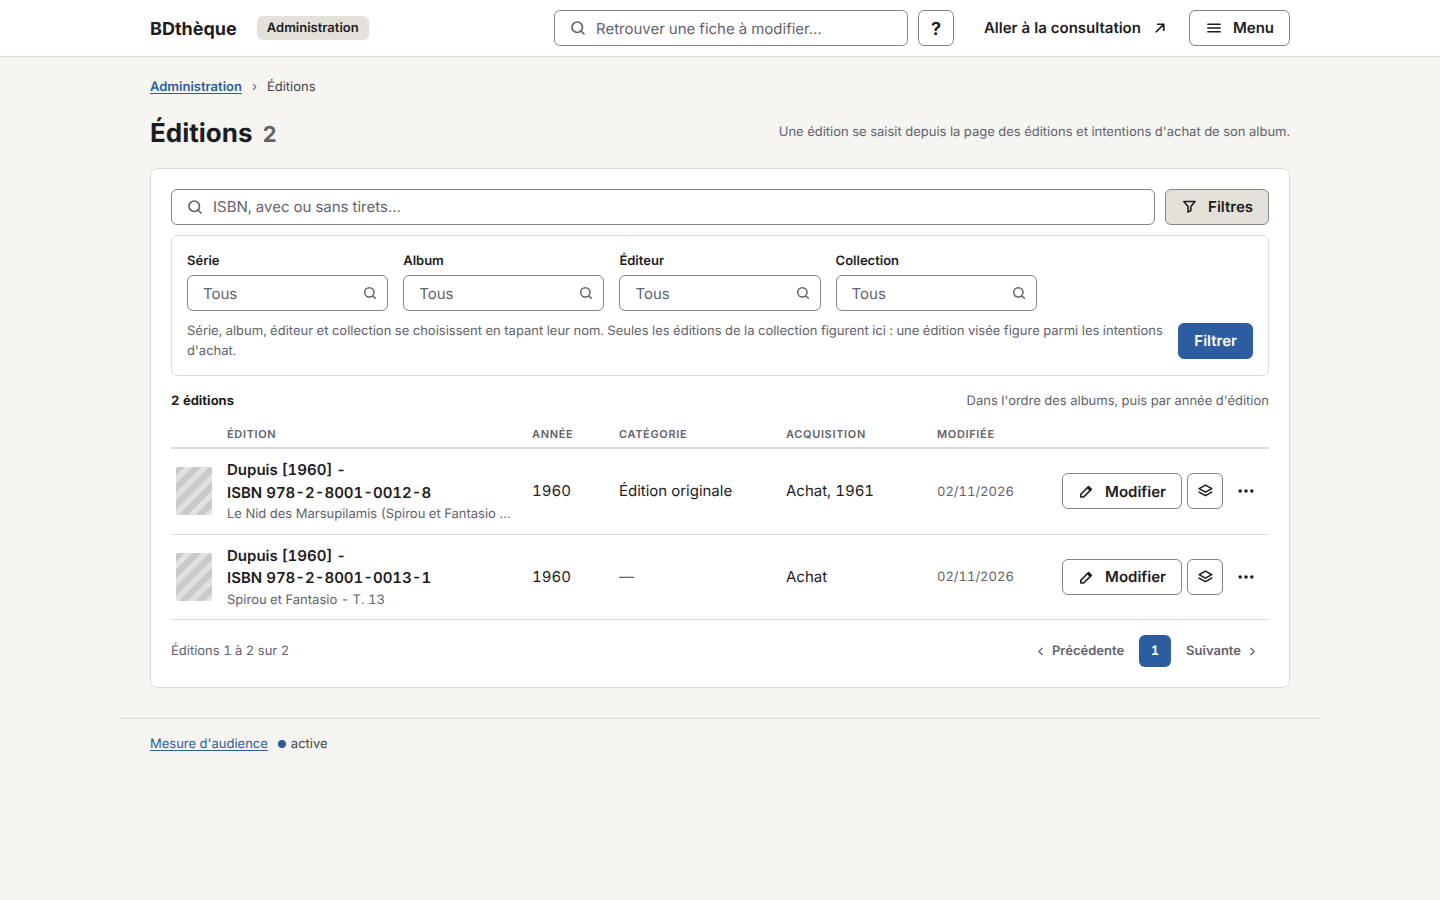 BDthèque Administration Retrouver une fiche à modifier... ? Aller à la consultation Menu
Administration › Éditions
Éditions 2 Une édition se saisit depuis la page des éditions et intentions d'achat de son album.
ISBN, avec ou sans tirets... Filtres
Série Album Éditeur Collection
Tous Tous Tous Tous
Série, album, éditeur et collection se choisissent en tapant leur nom. Seules les éditions de la collection figurent ici : une édition visée figure parmi les intentions
d'achat.
Filtrer
2 éditions Dans l'ordre des albums, puis par année d'édition
ÉDITION ANNÉE CATÉGORIE ACQUISITION MODIFIÉE
Dupuis [1960] -
ISBN 978-2-8001-0012-8
Le Nid des Marsupilamis (Spirou et Fantasio ...
1960 Édition originale Achat, 1961 02/11/2026 Modifier
Dupuis [1960] -
ISBN 978-2-8001-0013-1
Spirou et Fantasio - T. 13
1960 — Achat 02/11/2026 Modifier
Éditions 1 à 2 sur 2 ‹ Précédente 1 Suivante ›
Mesure d'audience active